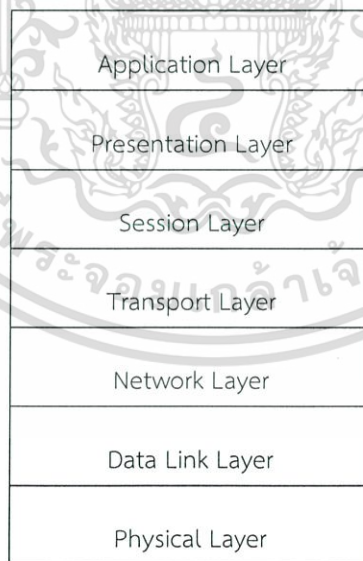 Application Layer
Presentation Layer
Session Layer
Transport Layer
Network Layer
Data Link Layer
Physical Layer